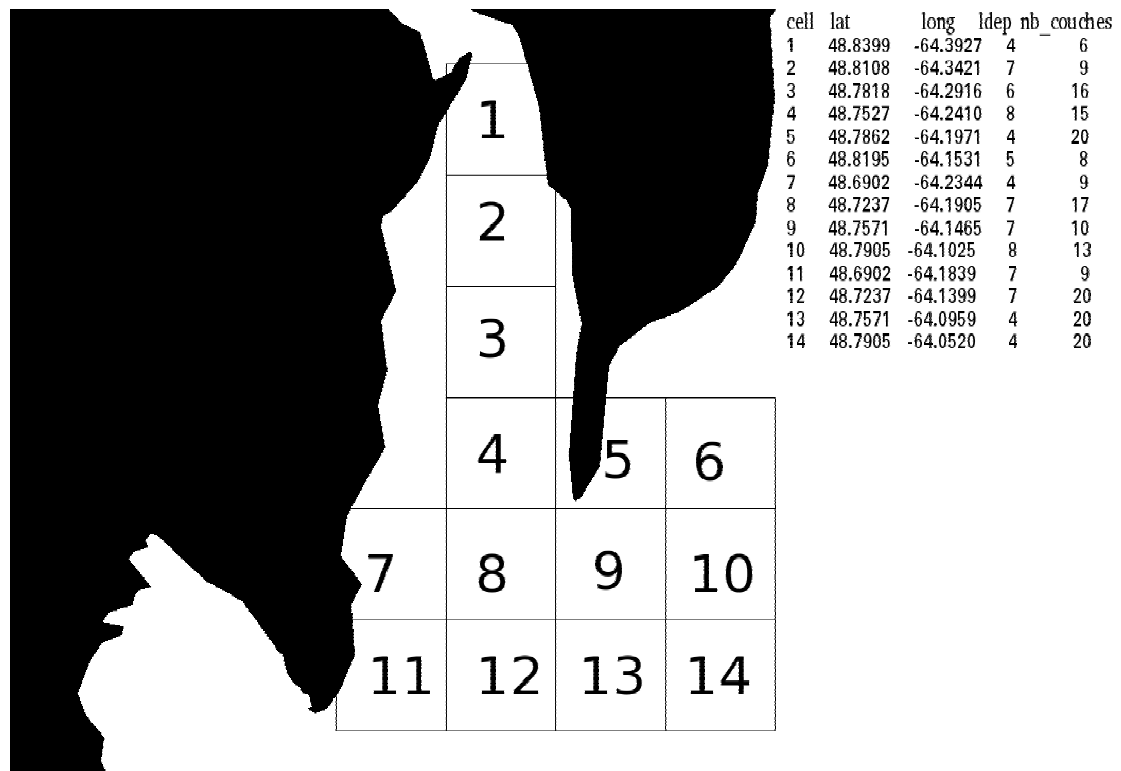 cell lat long ldep nb_couches
1 48.8399 -64.3927 4 6
2 48.8108 -64.3421 7 9
3 48.7818 -64.2916 6 16
4 48.7527 -64.2410 8 15
5 48.7862 -64.1971 4 20
6 48.8195 -64.1531 5 8
7 48.6902 -64.2344 4 9
8 48.7237 -64.1905 7 17
9 48.7571 -64.1465 7 10
10 48.7905 -64.1025 8 13
11 48.6902 -64.1839 7 9
12 48.7237 -64.1399 7 20
13 48.7571 -64.0959 4 20
14 48.7905 -64.0520 4 20
1
2
3
4 5 6
7 8 9 10
11 12 13 14